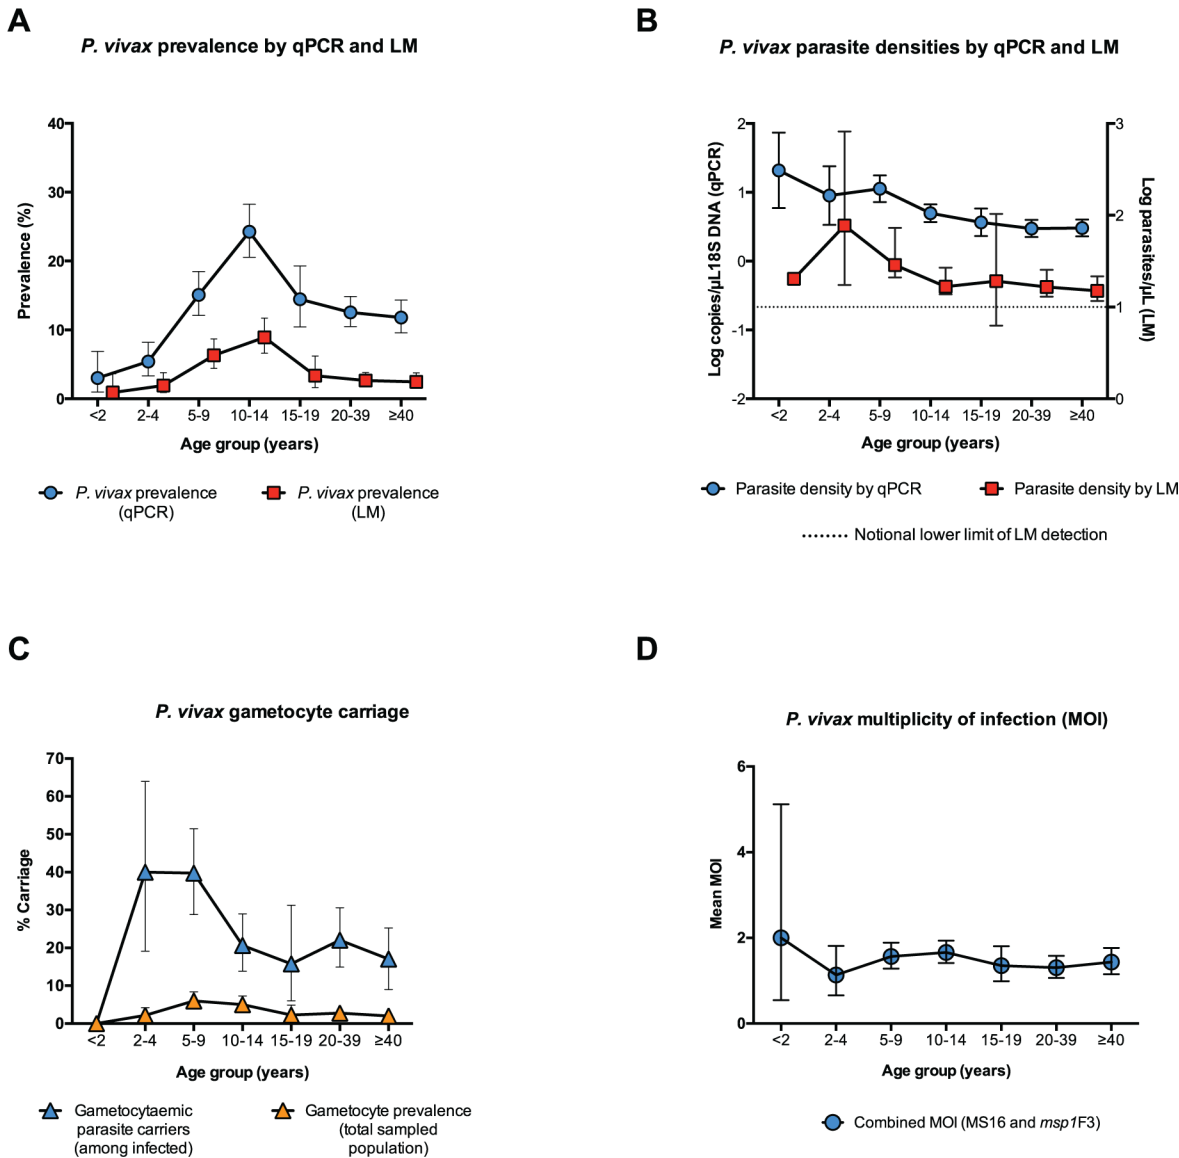 A
P. vivax prevalence by qPCR and LM
Prevalence (%)
40
30
20
10
0
<2
2-4
5-9
10-14
15-19
20-39
≥40
Age group (years)
P. vivax prevalence
(qPCR)
P. vivax prevalence
(LM)
B
P. vivax parasite densities by qPCR and LM
Log copies/µL18S DNA (qPCR)
2
1
0
-1
-2
Log parasites/µL (LM)
3
2
1
0
<2
2-4
5-9
10-14
15-19
20-39
≥40
Age group (years)
Parasite density by qPCR
Parasite density by LM
Notional lower limit of LM detection
C
P. vivax gametocyte carriage
% Carriage
70
60
50
40
30
20
10
0
<2
2-4
5-9
10-14
15-19
20-39
≥40
Age group (years)
Gametocytaemic
parasite carriers
(among infected)
Gametocyte prevalence
(total sampled
population)
D
P. vivax multiplicity of infection (MOI)
Mean MOI
6
4
2
0
<2
2-4
5-9
10-14
15-19
20-39
≥40
Age group (years)
Combined MOI (MS16 and msp1F3)